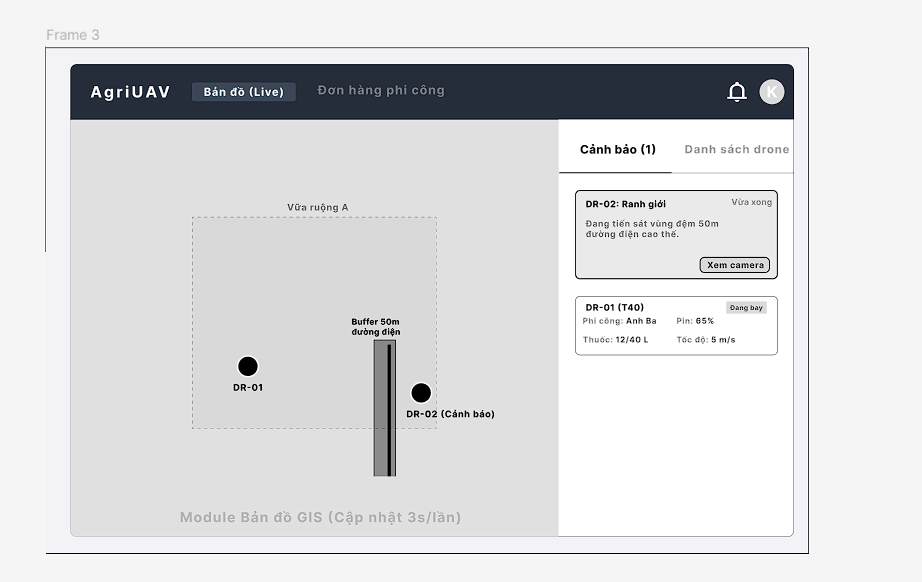 Frame 3
AgriUAV
Bản đồ (Live)
Đơn hàng phi công
K
Cảnh báo (1)
Danh sách drone
DR-02: Ranh giới
Vừa xong
Đang tiến sát vùng đệm 50m
đường điện cao thế.
Xem camera
DR-01 (T40)
Đang bay
Phi công: Anh Ba
Pin: 65%
Thuốc: 12/40 L
Tốc độ: 5 m/s
Vữa ruộng A
Buffer 50m
đường điện
DR-01
DR-02 (Cảnh báo)
Module Bản đồ GIS (Cập nhật 3s/lần)